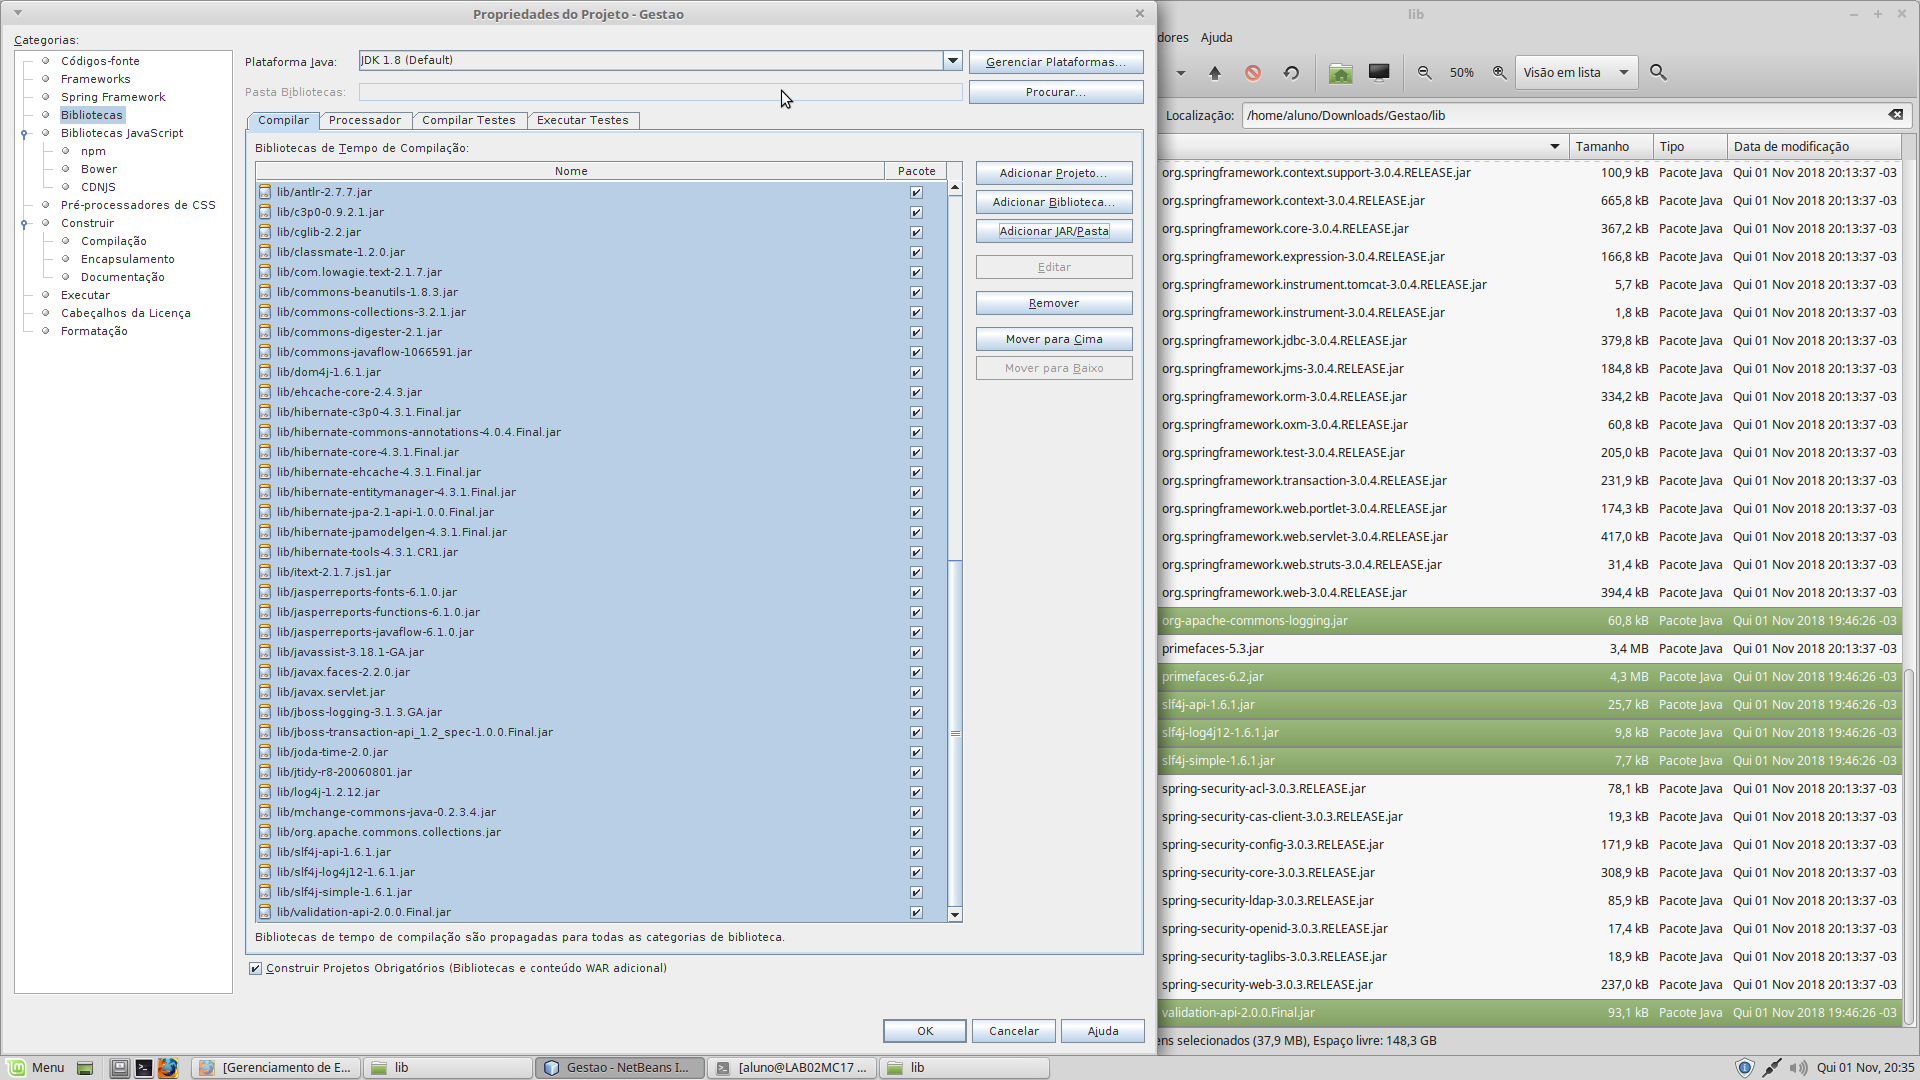 Propriedades do Projeto - Gestao
Categorias:
Códigos-fonte
Frameworks
Spring Framework
Bibliotecas
Bibliotecas JavaScript
npm
Bower
CDNJS
Pré-processadores de CSS
Construir
Compilação
Encapsulamento
Documentação
Executar
Cabeçalhos da Licença
Formatação
Plataforma Java:
JDK 1.8 (Default)
Gerenciar Plataformas...
Pasta Bibliotecas:
Procurar...
Compilar
Processador
Compilar Testes
Executar Testes
Bibliotecas de Tempo de Compilação:
Nome
Pacote
lib/antlr-2.7.7.jar
lib/c3p0-0.9.2.1.jar
lib/cglib-2.2.jar
lib/classmate-1.2.0.jar
lib/com.lowagie.text-2.1.7.jar
lib/commons-beanutils-1.8.3.jar
lib/commons-collections-3.2.1.jar
lib/commons-digester-2.1.jar
lib/commons-javaflow-1066591.jar
lib/dom4j-1.6.1.jar
lib/ehcache-core-2.4.3.jar
lib/hibernate-c3p0-4.3.1.Final.jar
lib/hibernate-commons-annotations-4.0.4.Final.jar
lib/hibernate-core-4.3.1.Final.jar
lib/hibernate-ehcache-4.3.1.Final.jar
lib/hibernate-entitymanager-4.3.1.Final.jar
lib/hibernate-jpa-2.1-api-1.0.0.Final.jar
lib/hibernate-jpamodelgen-4.3.1.Final.jar
lib/hibernate-tools-4.3.1.CR1.jar
lib/itext-2.1.7.js1.jar
lib/jasperreports-fonts-6.1.0.jar
lib/jasperreports-functions-6.1.0.jar
lib/jasperreports-javaflow-6.1.0.jar
lib/javassist-3.18.1-GA.jar
lib/javax.faces-2.2.0.jar
lib/javax.servlet.jar
lib/jboss-logging-3.1.3.GA.jar
lib/jboss-transaction-api_1.2_spec-1.0.0.Final.jar
lib/joda-time-2.0.jar
lib/jtidy-r8-20060801.jar
lib/log4j-1.2.12.jar
lib/mchange-commons-java-0.2.3.4.jar
lib/org.apache.commons.collections.jar
lib/slf4j-api-1.6.1.jar
lib/slf4j-log4j12-1.6.1.jar
lib/slf4j-simple-1.6.1.jar
lib/validation-api-2.0.0.Final.jar
Adicionar Projeto...
Adicionar Biblioteca...
Adicionar JAR/Pasta
Editar
Remover
Mover para Cima
Mover para Baixo
Bibliotecas de tempo de compilação são propagadas para todas as categorias de biblioteca.
Construir Projetos Obrigatórios (Bibliotecas e conteúdo WAR adicional)
OK
Cancelar
Ajuda
lib
dores Ajuda
50%
Visão em lista
Localização:
/home/aluno/Downloads/Gestao/lib
Tamanho Tipo Data de modificação
org.springframework.context.support-3.0.4.RELEASE.jar 100,9 kB Pacote Java Qui 01 Nov 2018 20:13:37 -03
org.springframework.context-3.0.4.RELEASE.jar 665,8 kB Pacote Java Qui 01 Nov 2018 20:13:37 -03
org.springframework.core-3.0.4.RELEASE.jar 367,2 kB Pacote Java Qui 01 Nov 2018 20:13:37 -03
org.springframework.expression-3.0.4.RELEASE.jar 166,8 kB Pacote Java Qui 01 Nov 2018 20:13:37 -03
org.springframework.instrument.tomcat-3.0.4.RELEASE.jar 5,7 kB Pacote Java Qui 01 Nov 2018 20:13:37 -03
org.springframework.instrument-3.0.4.RELEASE.jar 1,8 kB Pacote Java Qui 01 Nov 2018 20:13:37 -03
org.springframework.jdbc-3.0.4.RELEASE.jar 379,8 kB Pacote Java Qui 01 Nov 2018 20:13:37 -03
org.springframework.jms-3.0.4.RELEASE.jar 184,8 kB Pacote Java Qui 01 Nov 2018 20:13:37 -03
org.springframework.orm-3.0.4.RELEASE.jar 334,2 kB Pacote Java Qui 01 Nov 2018 20:13:37 -03
org.springframework.oxm-3.0.4.RELEASE.jar 60,8 kB Pacote Java Qui 01 Nov 2018 20:13:37 -03
org.springframework.test-3.0.4.RELEASE.jar 205,0 kB Pacote Java Qui 01 Nov 2018 20:13:37 -03
org.springframework.transaction-3.0.4.RELEASE.jar 231,9 kB Pacote Java Qui 01 Nov 2018 20:13:37 -03
org.springframework.web.portlet-3.0.4.RELEASE.jar 174,3 kB Pacote Java Qui 01 Nov 2018 20:13:37 -03
org.springframework.web.servlet-3.0.4.RELEASE.jar 417,0 kB Pacote Java Qui 01 Nov 2018 20:13:37 -03
org.springframework.web.struts-3.0.4.RELEASE.jar 31,4 kB Pacote Java Qui 01 Nov 2018 20:13:37 -03
org.springframework.web-3.0.4.RELEASE.jar 394,4 kB Pacote Java Qui 01 Nov 2018 20:13:37 -03
org-apache-commons-logging.jar 60,8 kB Pacote Java Qui 01 Nov 2018 19:46:26 -03
primefaces-5.3.jar 3,4 MB Pacote Java Qui 01 Nov 2018 20:13:37 -03
primefaces-6.2.jar 4,3 MB Pacote Java Qui 01 Nov 2018 19:46:26 -03
slf4j-api-1.6.1.jar 25,7 kB Pacote Java Qui 01 Nov 2018 19:46:26 -03
slf4j-log4j12-1.6.1.jar 9,8 kB Pacote Java Qui 01 Nov 2018 19:46:26 -03
slf4j-simple-1.6.1.jar 7,7 kB Pacote Java Qui 01 Nov 2018 19:46:26 -03
spring-security-acl-3.0.3.RELEASE.jar 78,1 kB Pacote Java Qui 01 Nov 2018 20:13:37 -03
spring-security-cas-client-3.0.3.RELEASE.jar 19,3 kB Pacote Java Qui 01 Nov 2018 20:13:37 -03
spring-security-config-3.0.3.RELEASE.jar 171,9 kB Pacote Java Qui 01 Nov 2018 20:13:37 -03
spring-security-core-3.0.3.RELEASE.jar 308,9 kB Pacote Java Qui 01 Nov 2018 20:13:37 -03
spring-security-ldap-3.0.3.RELEASE.jar 85,9 kB Pacote Java Qui 01 Nov 2018 20:13:37 -03
spring-security-openid-3.0.3.RELEASE.jar 17,4 kB Pacote Java Qui 01 Nov 2018 20:13:37 -03
spring-security-taglibs-3.0.3.RELEASE.jar 18,9 kB Pacote Java Qui 01 Nov 2018 20:13:37 -03
spring-security-web-3.0.3.RELEASE.jar 237,0 kB Pacote Java Qui 01 Nov 2018 20:13:37 -03
validation-api-2.0.0.Final.jar 93,1 kB Pacote Java Qui 01 Nov 2018 19:46:26 -03
ens selecionados (37,9 MB), Espaço livre: 148,3 GB
Menu
[Gerenciamento de E...
lib
Gestao - NetBeans I...
[aluno@LAB02MC17 ...
lib
Qui 01 Nov, 20:35